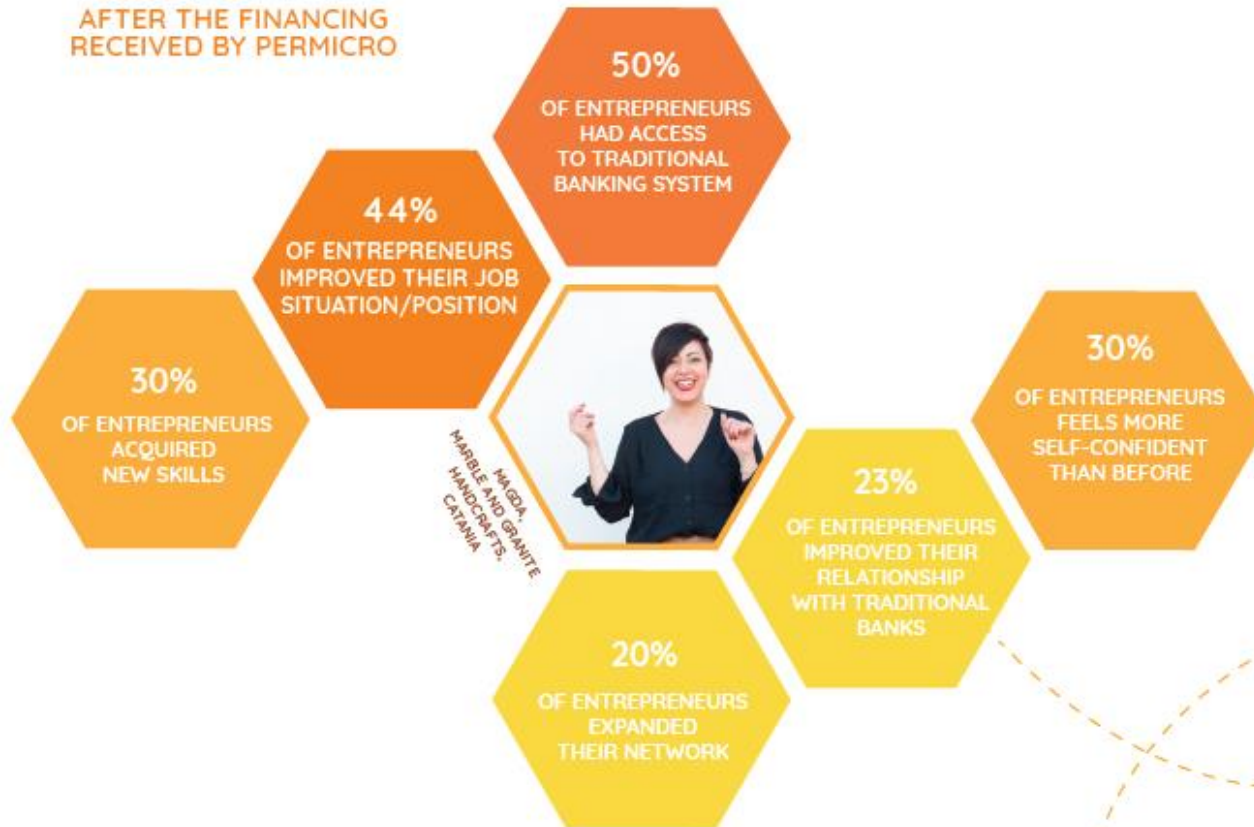 AFTER THE FINANCING
RECEIVED BY PERMICRO
50%
OF ENTREPRENEURS
HAD ACCESS
TO TRADITIONAL
BANKING SYSTEM
44%
OF ENTREPRENEURS
IMPROVED THEIR JOB
SITUATION/POSITION
30%
OF ENTREPRENEURS
ACQUIRED
NEW SKILLS
MAGDA,
MARBLE AND GRANITE
HANDCRAFTS,
CATANIA
30%
OF ENTREPRENEURS
FEELS MORE
SELF-CONFIDENT
THAN BEFORE
23%
OF ENTREPRENEURS
IMPROVED THEIR
RELATIONSHIP
WITH TRADITIONAL
BANKS
20%
OF ENTREPRENEURS
EXPANDED
THEIR NETWORK